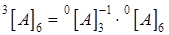 ³[A]₆ = ⁰[A]₃⁻¹ · ⁰[A]₆